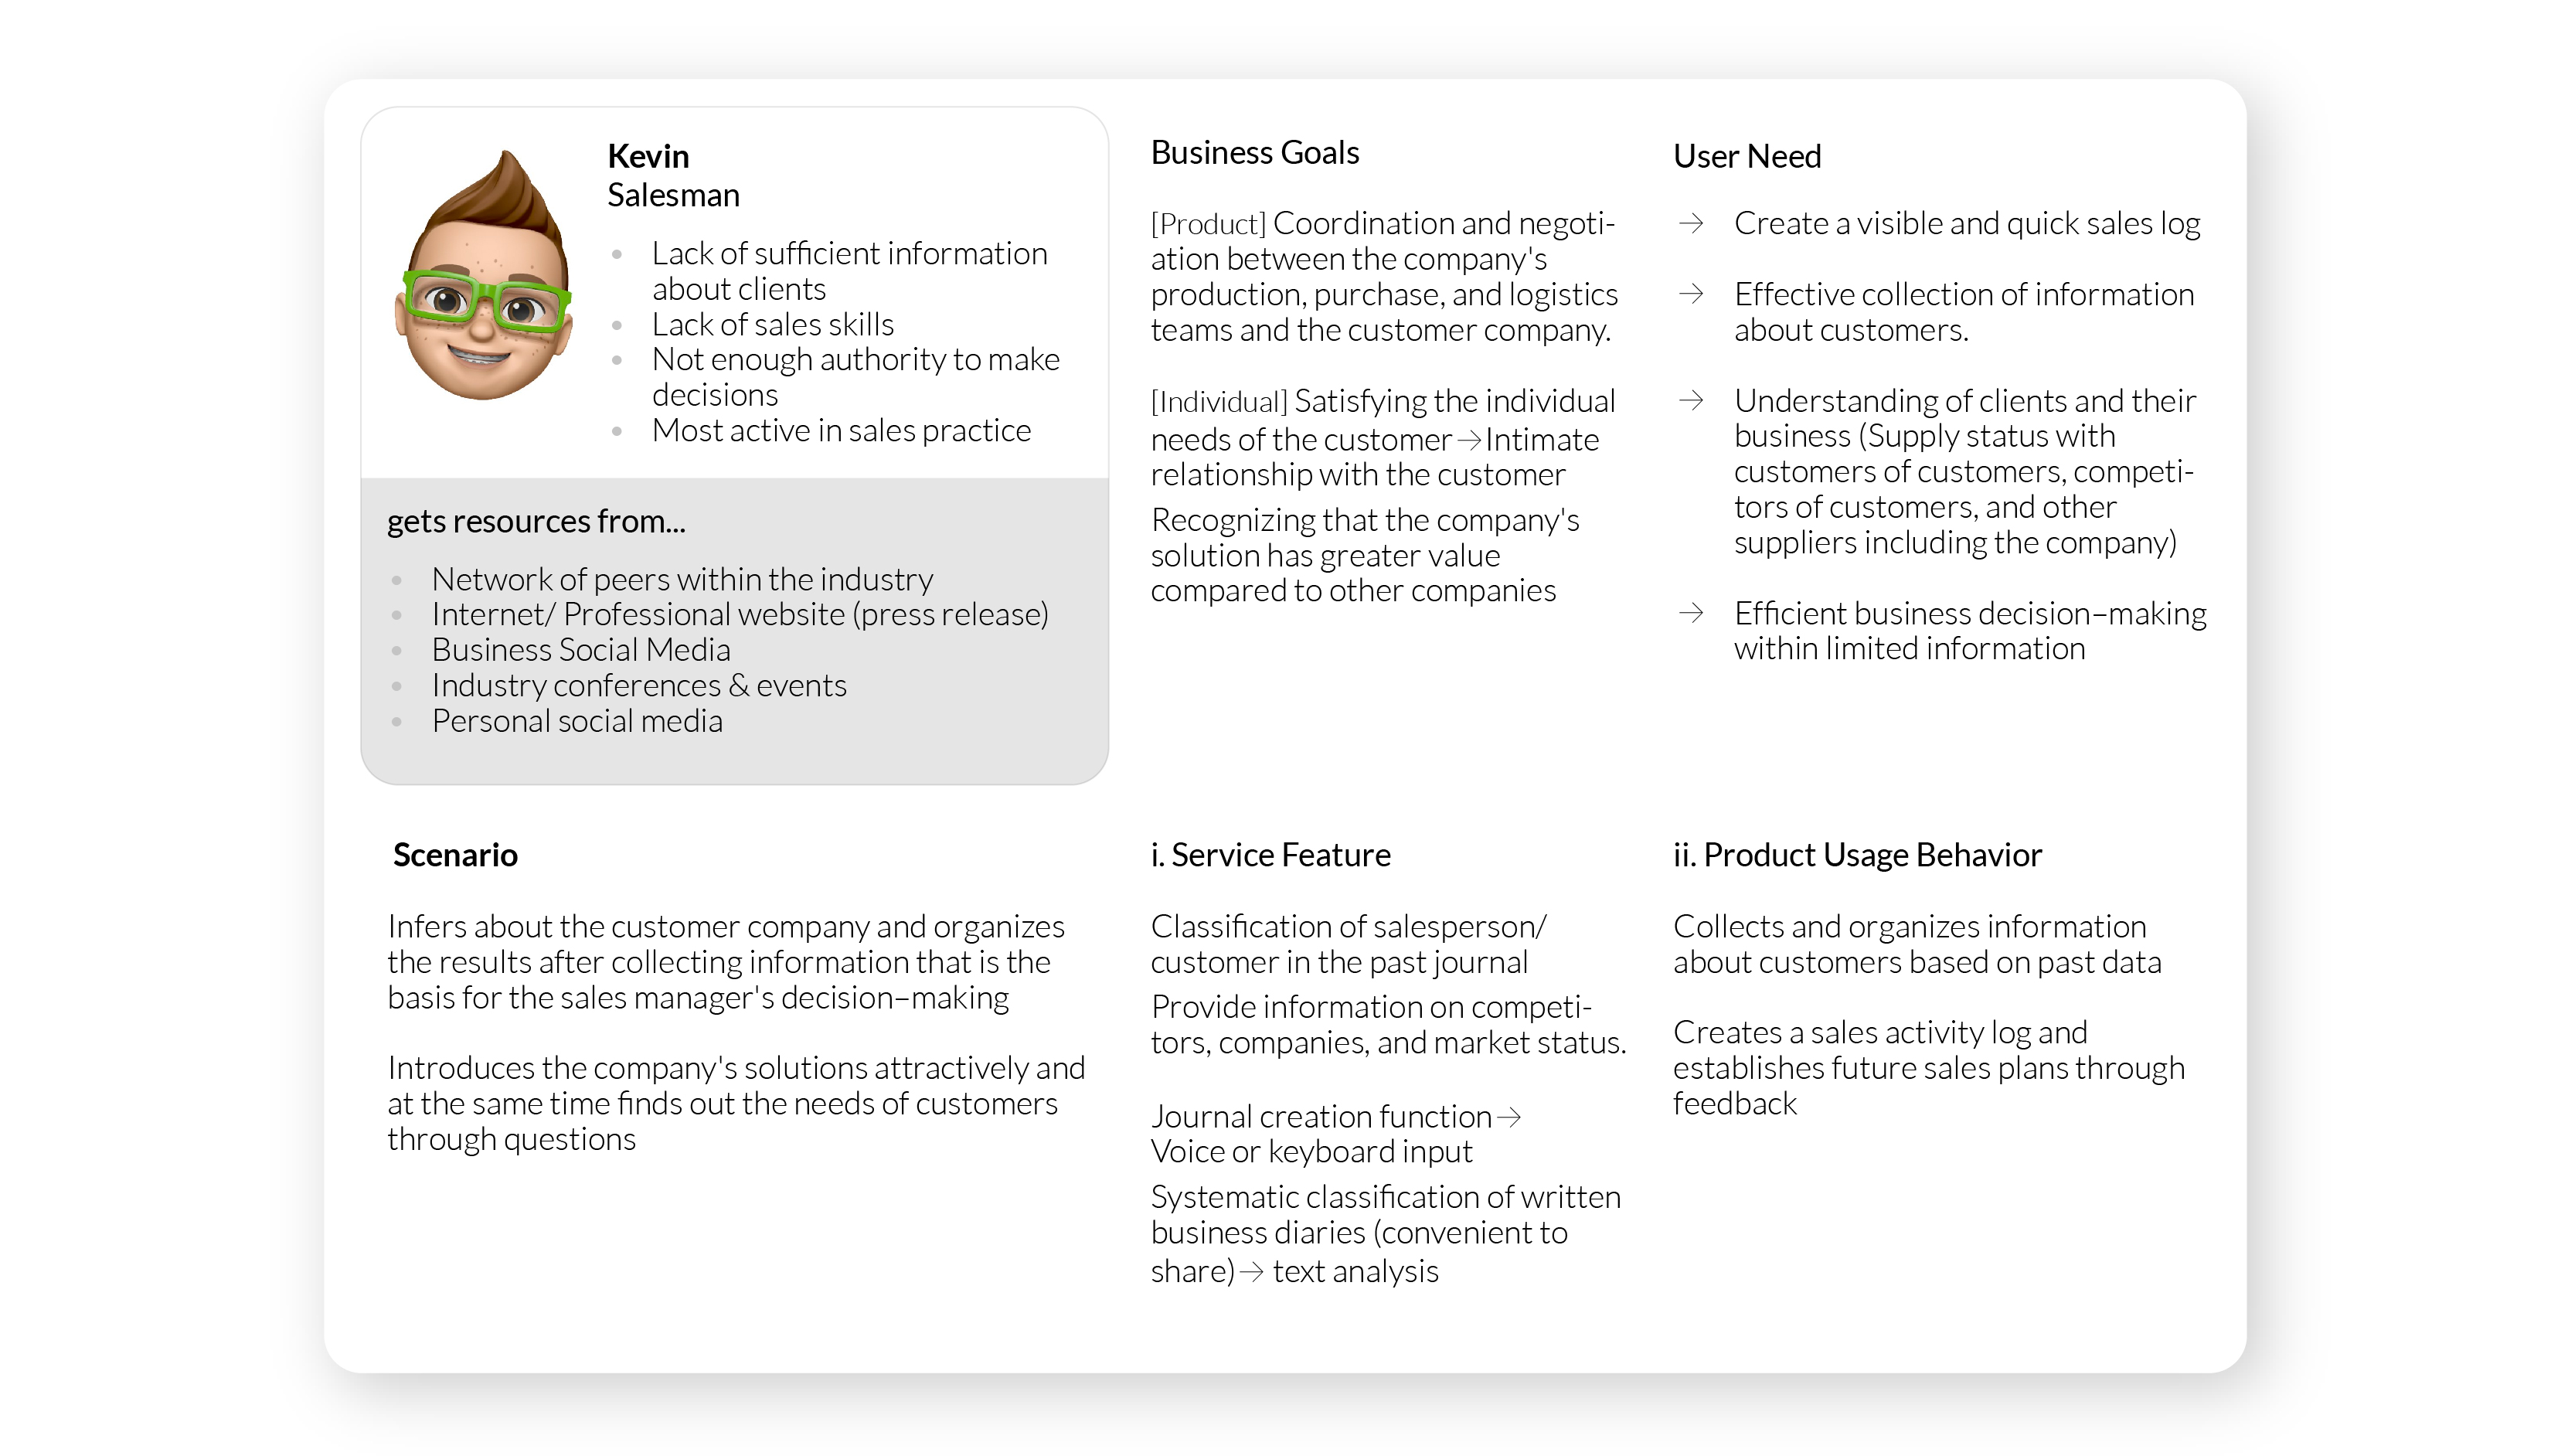 Kevin
Salesman
Lack of sufficient information
about clients
Lack of sales skills
Not enough authority to make
decisions
Most active in sales practice
gets resources from...
Network of peers within the industry
Internet/ Professional website (press release)
Business Social Media
Industry conferences & events
Personal social media
Business Goals
[Product] Coordination and negoti-
ation between the company's
production, purchase, and logistics
teams and the customer company.
[Individual] Satisfying the individual
needs of the customer→Intimate
relationship with the customer
Recognizing that the company's
solution has greater value
compared to other companies
User Need
→ Create a visible and quick sales log
→ Effective collection of information
about customers.
→ Understanding of clients and their
business (Supply status with
customers of customers, competi-
tors of customers, and other
suppliers including the company)
→ Efficient business decision–making
within limited information
Scenario
Infers about the customer company and organizes
the results after collecting information that is the
basis for the sales manager's decision–making
Introduces the company's solutions attractively and
at the same time finds out the needs of customers
through questions
i. Service Feature
Classification of salesperson/
customer in the past journal
Provide information on competi-
tors, companies, and market status.
Journal creation function→
Voice or keyboard input
Systematic classification of written
business diaries (convenient to
share)→ text analysis
ii. Product Usage Behavior
Collects and organizes information
about customers based on past data
Creates a sales activity log and
establishes future sales plans through
feedback